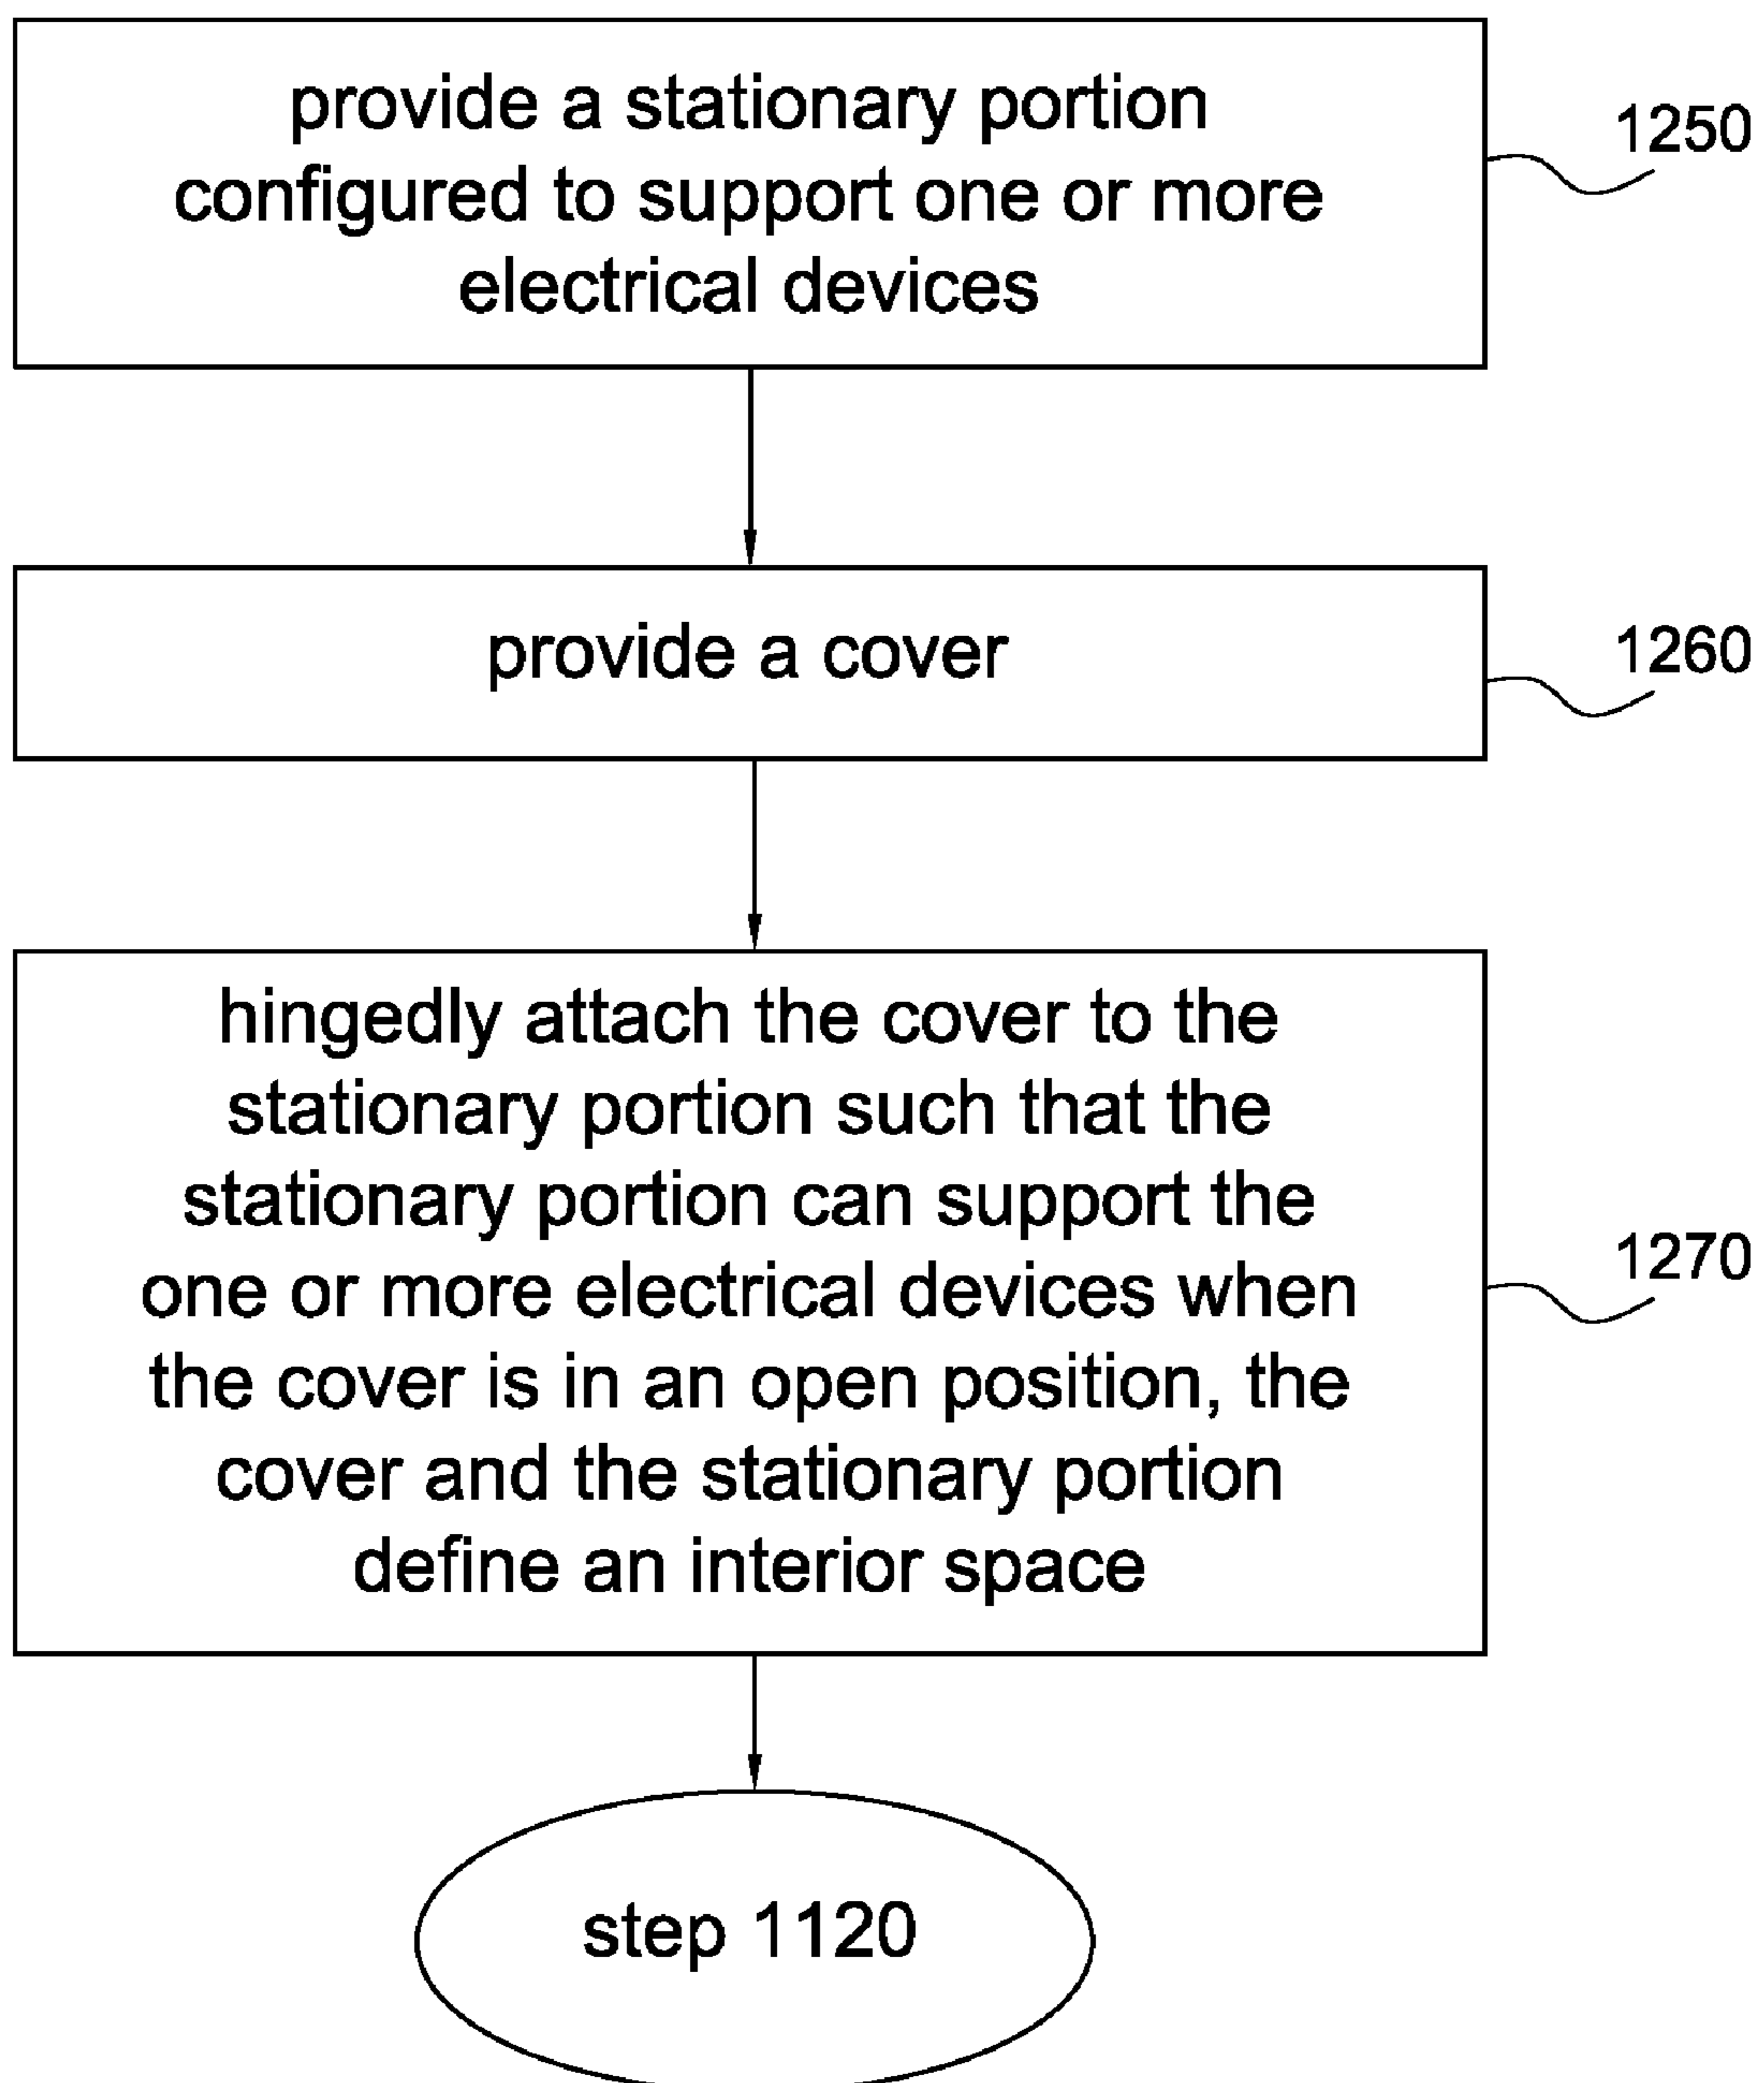 provide a stationary portion
configured to support one or more
electrical devices
1250
provide a cover
1260
hingedly attach the cover to the
stationary portion such that the
stationary portion can support the
one or more electrical devices when
the cover is in an open position, the
cover and the stationary portion
define an interior space
1270
step 1120